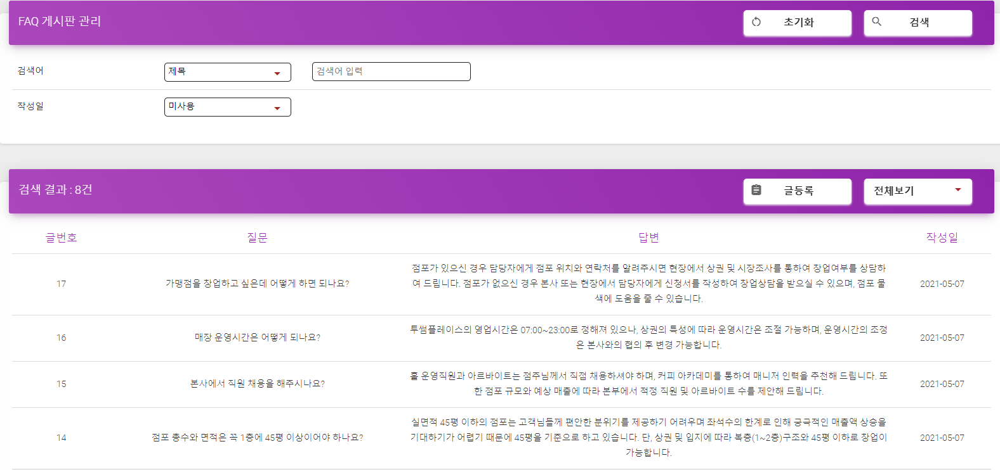 FAQ 게시판 관리
초기화
검색
검색어
제목
검색어 입력
작성일
미사용
검색 결과 : 8건
글등록
전체보기
글번호
질문
답변
작성일
17
가맹점을 창업하고 싶은데 어떻게 하면 되나요?
점포가 있으신 경우 담당자에게 점포 위치와 연락처를 알려주시면 현장에서 상권 및 시장조사를 통하여 창업여부를 상담하
여 드립니다. 점포가 없으신 경우 본사 또는 현장에서 담당자에게 신청서를 작성하여 창업상담을 받으실 수 있으며, 점포 물
색에 도움을 줄 수 있습니다.
2021-05-07
16
매장 운영시간은 어떻게 되나요?
투썸플레이스의 영업시간은 07:00~23:00로 정해져 있으나, 상권의 특성에 따라 운영시간은 조절 가능하며, 운영시간의 조정
은 본사와의 협의 후 변경 가능합니다.
2021-05-07
15
본사에서 직원 채용을 해주시나요?
홀 운영직원과 아르바이트는 점주님께서 직접 채용하셔야 하며, 커피 아카데미를 통하여 매니저 인력을 추천해 드립니다. 또
한 점포 규모와 예상 매출에 따라 본부에서 적정 직원 및 아르바이트 수를 제안해 드립니다.
2021-05-07
14
점포 층수와 면적은 꼭 1층에 45평 이상이어야 하나요?
실면적 45평 이하의 점포는 고객님들께 편안한 분위기를 제공하기 어려우며 좌석수의 한계로 인해 궁극적인 매출액 상승을
기대하기가 어렵기 때문에 45평을 기준으로 하고 있습니다. 단, 상권 및 입지에 따라 복층(1~2층)구조와 45평 이하로 창업이
가능합니다.
2021-05-07